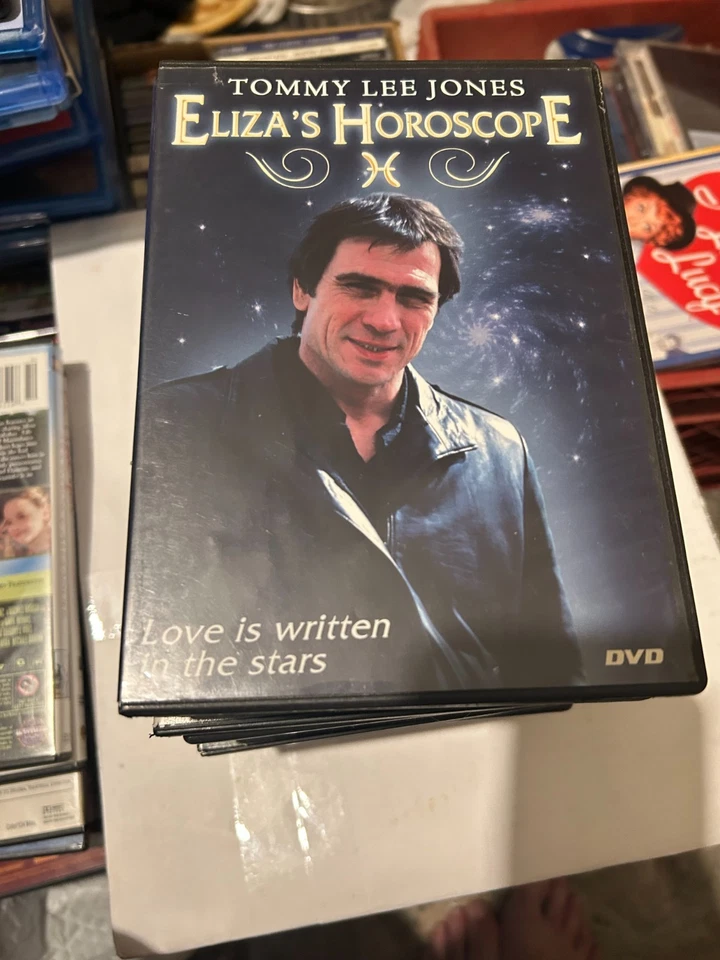 TOMMY LEE JONES
ELIZA'S HOROSCOPE
Love is written
in the stars
DVD
Lucy